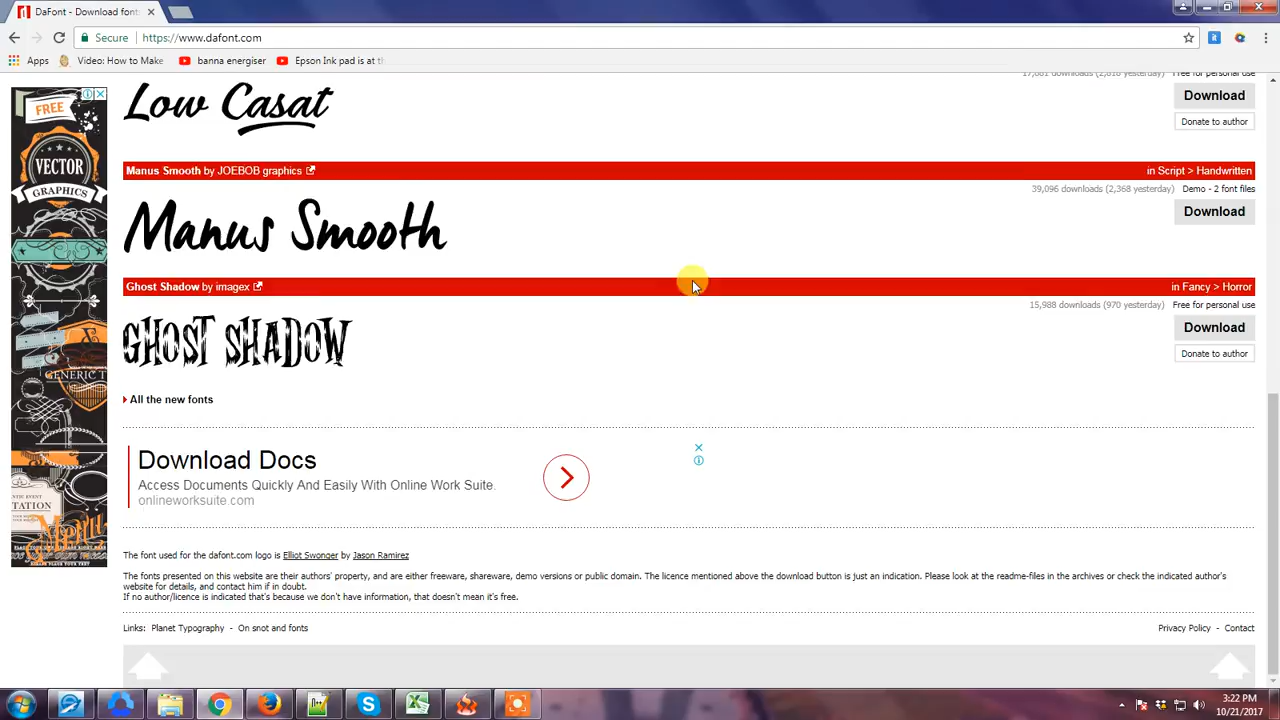 DaFont - Download fonts
Secure https://www.dafont.com
Apps Video: How to Make banna energiser Epson Ink pad is at th
Free for personal use
Low Casat
Download
Donate to author
Manus Smooth by JOEBOB graphics in Script > Handwritten
39,096 downloads (2,368 yesterday) Demo - 2 font files
Manus Smooth
Download
Ghost Shadow by imagex in Fancy > Horror
15,988 downloads (970 yesterday) Free for personal use
GHOST SHADOW
Download
Donate to author
All the new fonts
FREE
VECTOR
GRAPHICS
GENERIC T
TATION
Menu
Download Docs
Access Documents Quickly And Easily With Online Work Suite.
onlineworksuite.com
The font used for the dafont.com logo is Elliot Swonger by Jason Ramirez
The fonts presented on this website are their authors' property, and are either freeware, shareware, demo versions or public domain. The licence mentioned above the download button is just an indication. Please look at the readme-files in the archives or check the indicated author's
website for details, and contact him if in doubt.
If no author/licence is indicated that's because we don't have information, that doesn't mean it's free.
Links: Planet Typography - On snot and fonts Privacy Policy - Contact
3:22 PM
10/21/2017